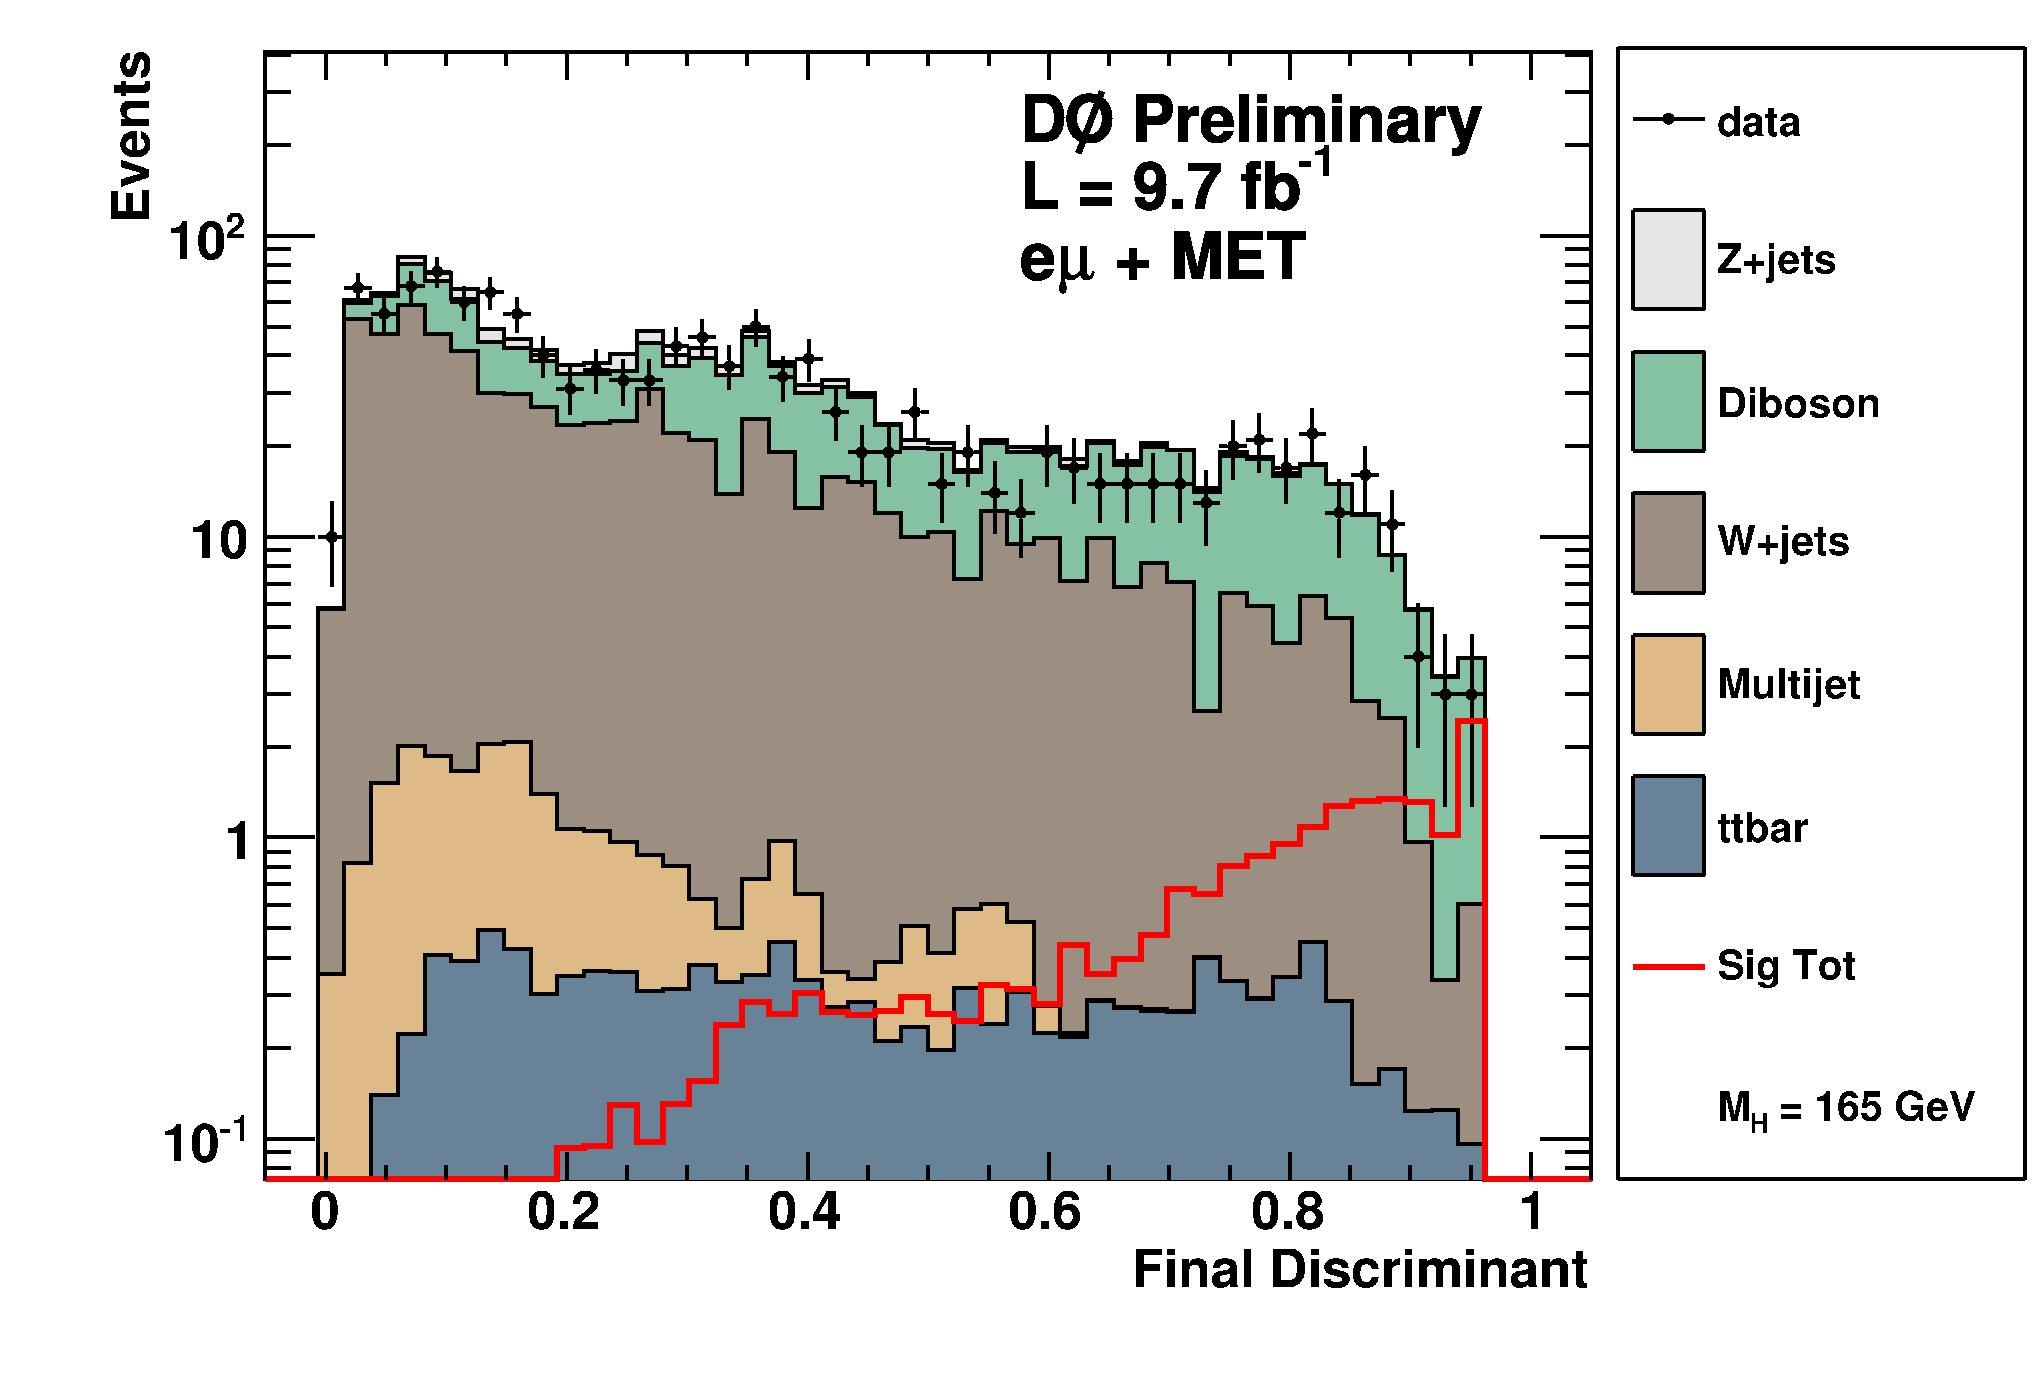 Events
10²
10
1
10⁻¹
DØ Preliminary
L = 9.7 fb⁻¹
eμ + MET
0 0.2 0.4 0.6 0.8 1
Final Discriminant
data
Z+jets
Diboson
W+jets
Multijet
ttbar
Sig Tot
M_H = 165 GeV